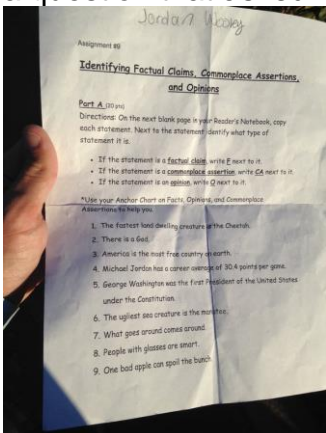 Jordan
Assignment #9
Identifying Factual Claims, Commonplace Assertions,
and Opinions
Part A (20 pts)
Directions: On the next blank page in your Reader's Notebook, copy
each statement. Next to the statement identify what type of
statement it is.
• If the statement is a factual claim, write F next to it.
• If the statement is a commonplace assertion, write CA next to it.
• If the statement is an opinion, write O next to it.
*Use your Anchor Chart on Facts, Opinions, and Commonplace
Assertions to help you.
1. The fastest land dwelling creature is the Cheetah.
2. There is a God.
3. America is the most free country on earth.
4. Michael Jordan has a career average of 30.4 points per game.
5. George Washington was the first President of the United States
under the Constitution.
6. The ugliest sea creature is the manatee.
7. What goes around comes around.
8. People with glasses are smart.
9. One bad apple can spoil the bunch.